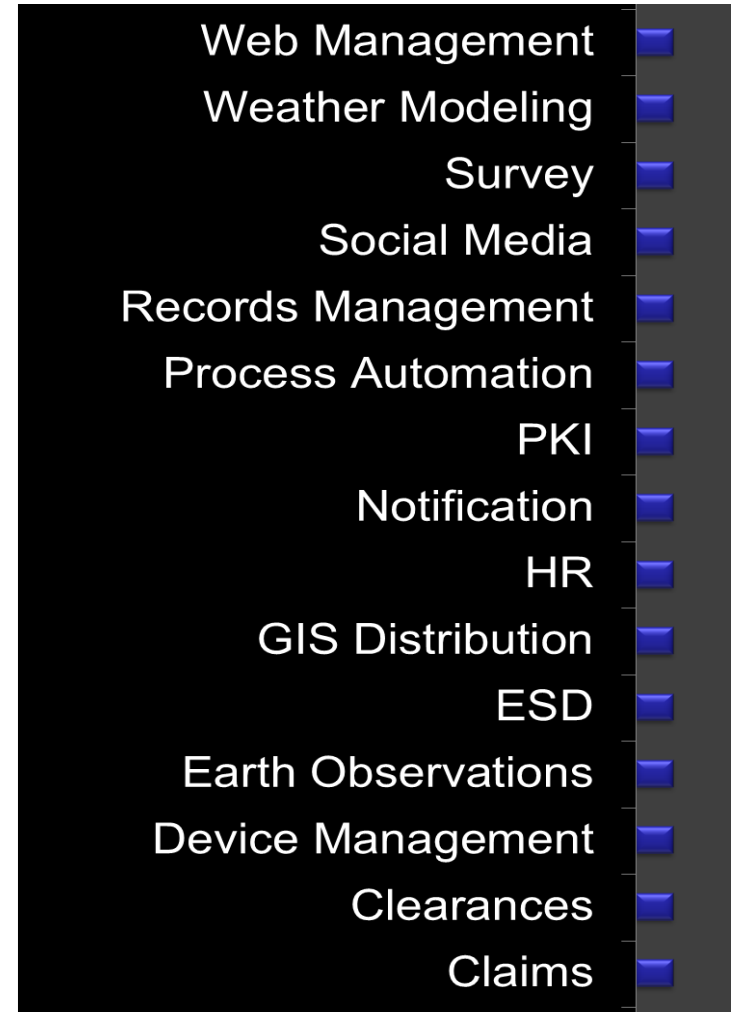 Web Management
Weather Modeling
Survey
Social Media
Records Management
Process Automation
PKI
Notification
HR
GIS Distribution
ESD
Earth Observations
Device Management
Clearances
Claims